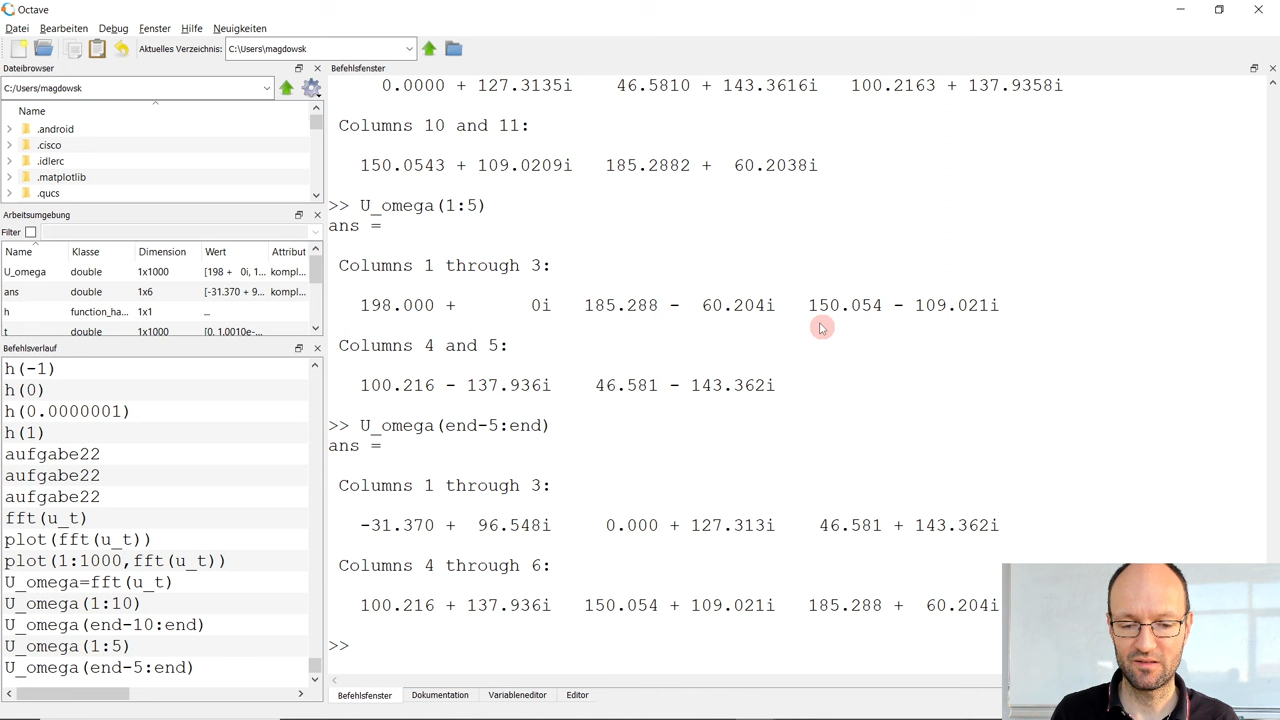 Octave
Datei Bearbeiten Debug Fenster Hilfe Neuigkeiten
Aktuelles Verzeichnis: C:\Users\magdowsk
Dateibrowser
C:/Users/magdowsk
Name
.android
.cisco
.idlerc
.matplotlib
.qucs
Arbeitsumgebung
Filter
Name Klasse Dimension Wert Attribut
U_omega double 1x1000 [198 + 0i, 1... kompl...
ans double 1x6 [-31.370 + 9... kompl...
h function_ha...
t double 1x1000 [0, 1.0010e-...
Befehlsverlauf
h(-1)
h(0)
h(0.0000001)
h(1)
aufgabe22
aufgabe22
aufgabe22
fft(u_t)
plot(fft(u_t))
plot(1:1000,fft(u_t))
U_omega=fft(u_t)
U_omega(1:10)
U_omega(end-10:end)
U_omega(1:5)
U_omega(end-5:end)
Befehlsfenster
0.0000 + 127.3135i 46.5810 + 143.3616i 100.2163 + 137.9358i
Columns 10 and 11:
150.0543 + 109.0209i 185.2882 + 60.2038i
>> U_omega(1:5)
ans =
Columns 1 through 3:
198.000 + 0i 185.288 - 60.204i 150.054 - 109.021i
Columns 4 and 5:
100.216 - 137.936i 46.581 - 143.362i
>> U_omega(end-5:end)
ans =
Columns 1 through 3:
-31.370 + 96.548i 0.000 + 127.313i 46.581 + 143.362i
Columns 4 through 6:
100.216 + 137.936i 150.054 + 109.021i 185.288 + 60.204i
>>
Befehlsfenster Dokumentation Variableneditor Editor